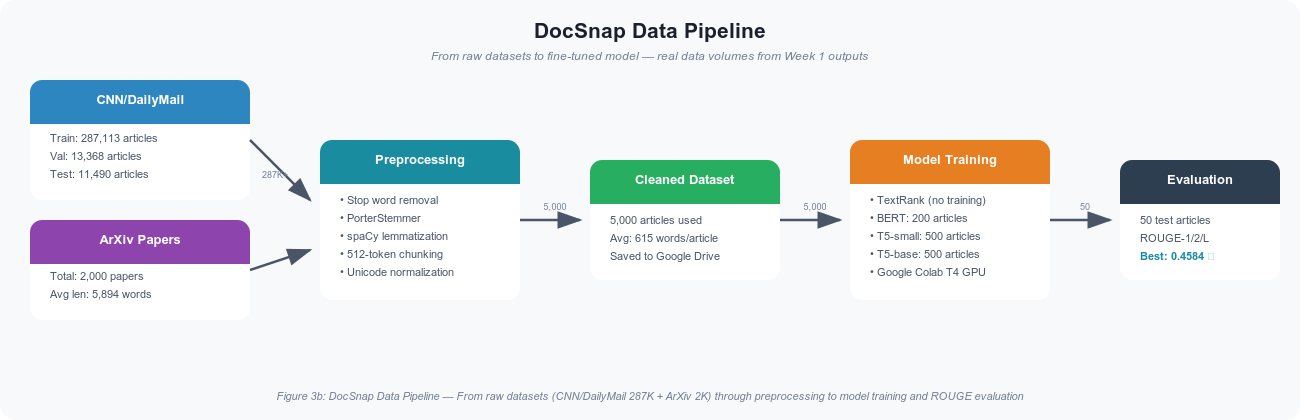 DocSnap Data Pipeline
From raw datasets to fine-tuned model — real data volumes from Week 1 outputs
CNN/DailyMail
Train: 287,113 articles
Val: 13,368 articles
Test: 11,490 articles
ArXiv Papers
Total: 2,000 papers
Avg len: 5,894 words
287K+
Preprocessing
• Stop word removal
• PorterStemmer
• spaCy lemmatization
• 512-token chunking
• Unicode normalization
5,000
Cleaned Dataset
5,000 articles used
Avg: 615 words/article
Saved to Google Drive
5,000
Model Training
• TextRank (no training)
• BERT: 200 articles
• T5-small: 500 articles
• T5-base: 500 articles
• Google Colab T4 GPU
50
Evaluation
50 test articles
ROUGE-1/2/L
Best: 0.4584
Figure 3b: DocSnap Data Pipeline — From raw datasets (CNN/DailyMail 287K + ArXiv 2K) through preprocessing to model training and ROUGE evaluation